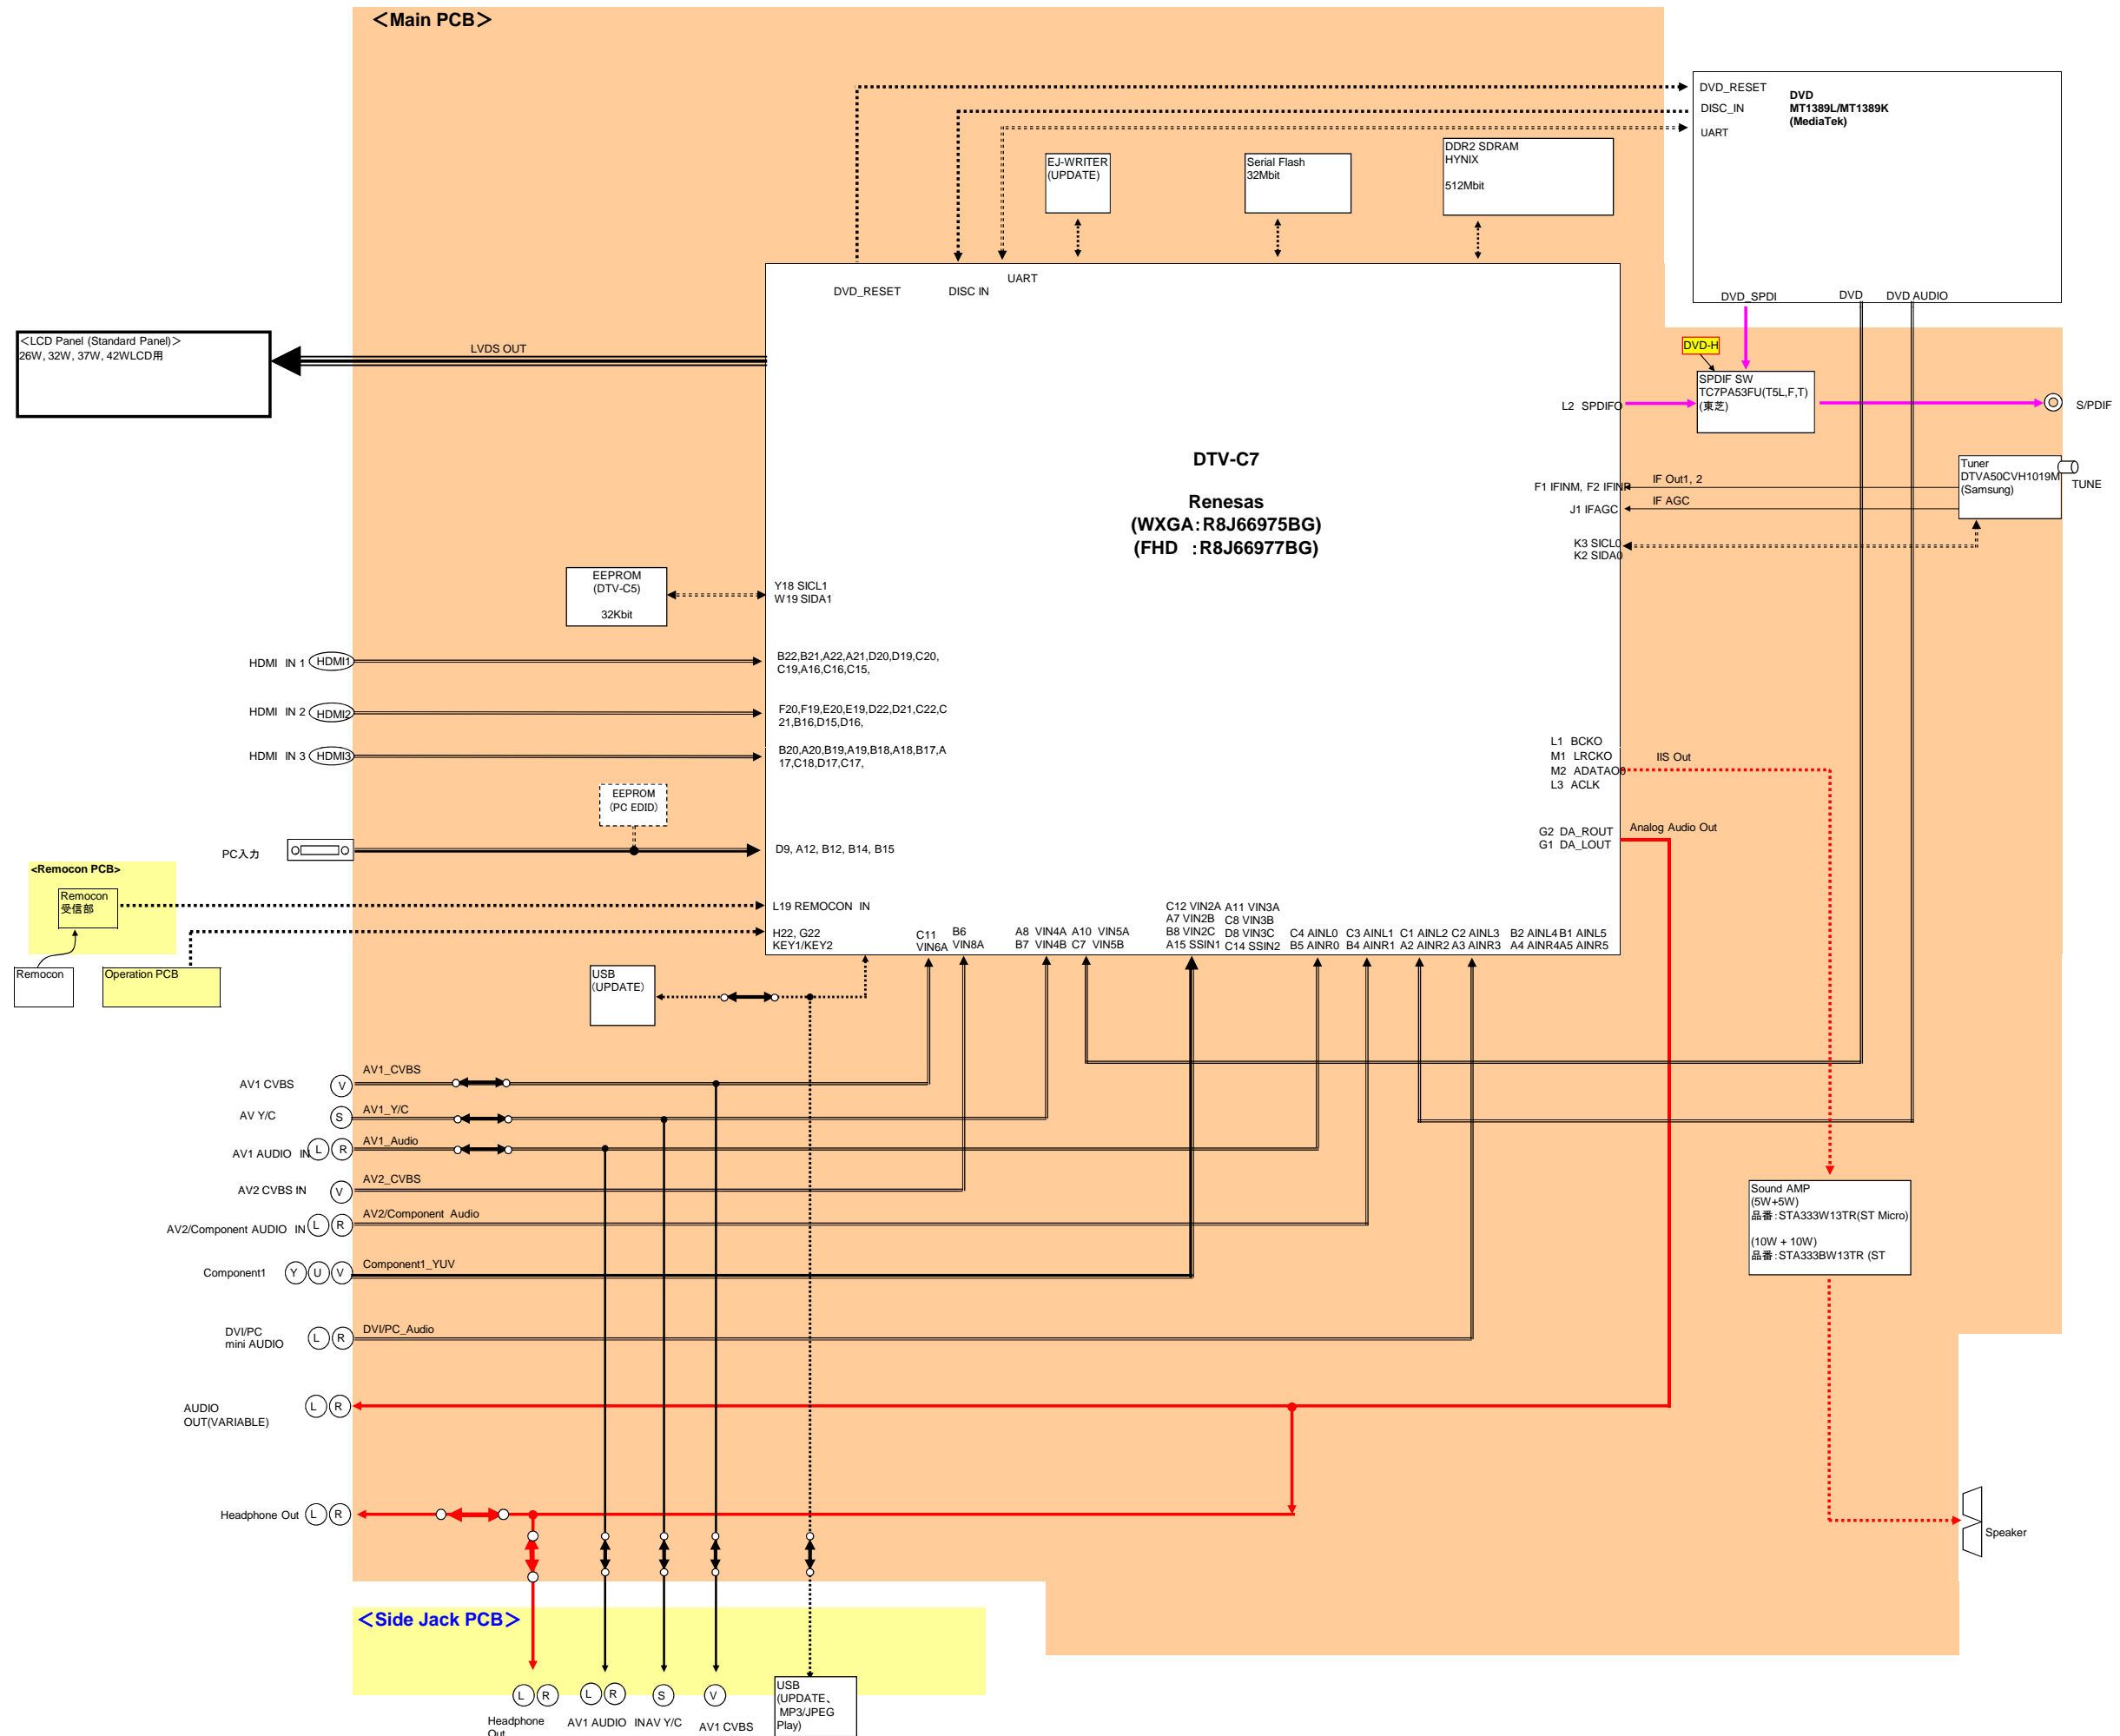 ＜Main PCB＞
DVD_RESET
DISC_IN
UART
DVD
MT1389L/MT1389K
(MediaTek)
EJ-WRITER
(UPDATE)
Serial Flash
32Mbit
DDR2 SDRAM
HYNIX
512Mbit
DVD_RESET
DISC IN
UART
DVD_SPDI
DVD
DVD AUDIO
＜LCD Panel (Standard Panel)＞
26W, 32W, 37W, 42WLCD用
LVDS OUT
DVD-H
SPDIF SW
TC7PA53FU(T5L,F,T)
(東芝)
L2 SPDIFO
S/PDIF
DTV-C7
Renesas
(WXGA：R8J66975BG)
(FHD ：R8J66977BG)
Tuner
DTVA50CVH1019M
(Samsung)
TUNE
F1 IFINM, F2 IFINP
IF Out1, 2
J1 IFAGC
IF AGC
K3 SICL0
K2 SIDA0
EEPROM
(DTV-C5)
32Kbit
Y18 SICL1
W19 SIDA1
HDMI IN 1
HDMI1
B22,B21,A22,A21,D20,D19,C20,
C19,A16,C16,C15,
HDMI IN 2
HDMI2
F20,F19,E20,E19,D22,D21,C22,C
21,B16,D15,D16,
HDMI IN 3
HDMI3
B20,A20,B19,A19,B18,A18,B17,A
17,C18,D17,C17,
L1 BCKO
M1 LRCKO
M2 ADATAO0
L3 ACLK
IIS Out
EEPROM
（PC EDID）
G2 DA_ROUT
G1 DA_LOUT
Analog Audio Out
PC入力
D9, A12, B12, B14, B15
<Remocon PCB>
Remocon
受信部
L19 REMOCON IN
H22, G22
KEY1/KEY2
Remocon
Operation PCB
C11
VIN6A
B6
VIN8A
A8 VIN4A
B7 VIN4B
A10 VIN5A
C7 VIN5B
C12 VIN2A
A7 VIN2B
B8 VIN2C
A15 SSIN1
A11 VIN3A
C8 VIN3B
D8 VIN3C
C14 SSIN2
C4 AINL0
B5 AINR0
C3 AINL1
B4 AINR1
C1 AINL2
A2 AINR2
C2 AINL3
A3 AINR3
B2 AINL4
A4 AINR4
B1 AINL5
A5 AINR5
USB
（UPDATE）
AV1 CVBS
V
AV1_CVBS
AV Y/C
S
AV1_Y/C
AV1 AUDIO IN
L R
AV1_Audio
AV2 CVBS IN
V
AV2_CVBS
AV2/Component AUDIO IN
L R
AV2/Component Audio
Component1
Y U V
Component1_YUV
Sound AMP
(5W+5W)
品番：STA333W13TR(ST Micro)
(10W + 10W)
品番：STA333BW13TR (ST
DVI/PC
mini AUDIO
L R
DVI/PC_Audio
AUDIO
OUT(VARIABLE)
L R
Headphone Out
L R
Speaker
＜Side Jack PCB＞
L R
L R
S
V
Headphone
Out
AV1 AUDIO IN
AV Y/C
AV1 CVBS
USB
(UPDATE、
MP3/JPEG
Play)